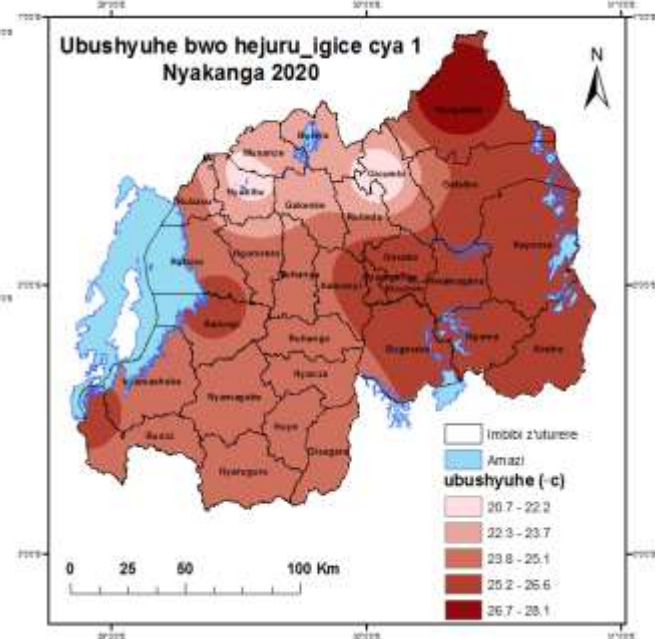 Ubushyuhe bwo hejuru_igice cya 1
Nyakanga 2020
N
Musanze
Nyabihu
Gicumbi
Gakenke
Rulindo
Gatsibo
Rubavu
Rutsiro
Ngororero
Muhanga
Kamonyi
Gasabo
Kayonza
Rwamagana
Karongi
Ruhango
Bugesera
Ngoma
Kirehe
Nyamasheke
Nyanza
Nyamagabe
Rusizi
Huye
Gisagara
Nyaruguru
Imbibi z'uturere
Amazi
ubushyuhe (◦c)
20.7 - 22.2
22.3 - 23.7
23.8 - 25.1
25.2 - 26.6
26.7 - 28.1
0 25 50 100 Km